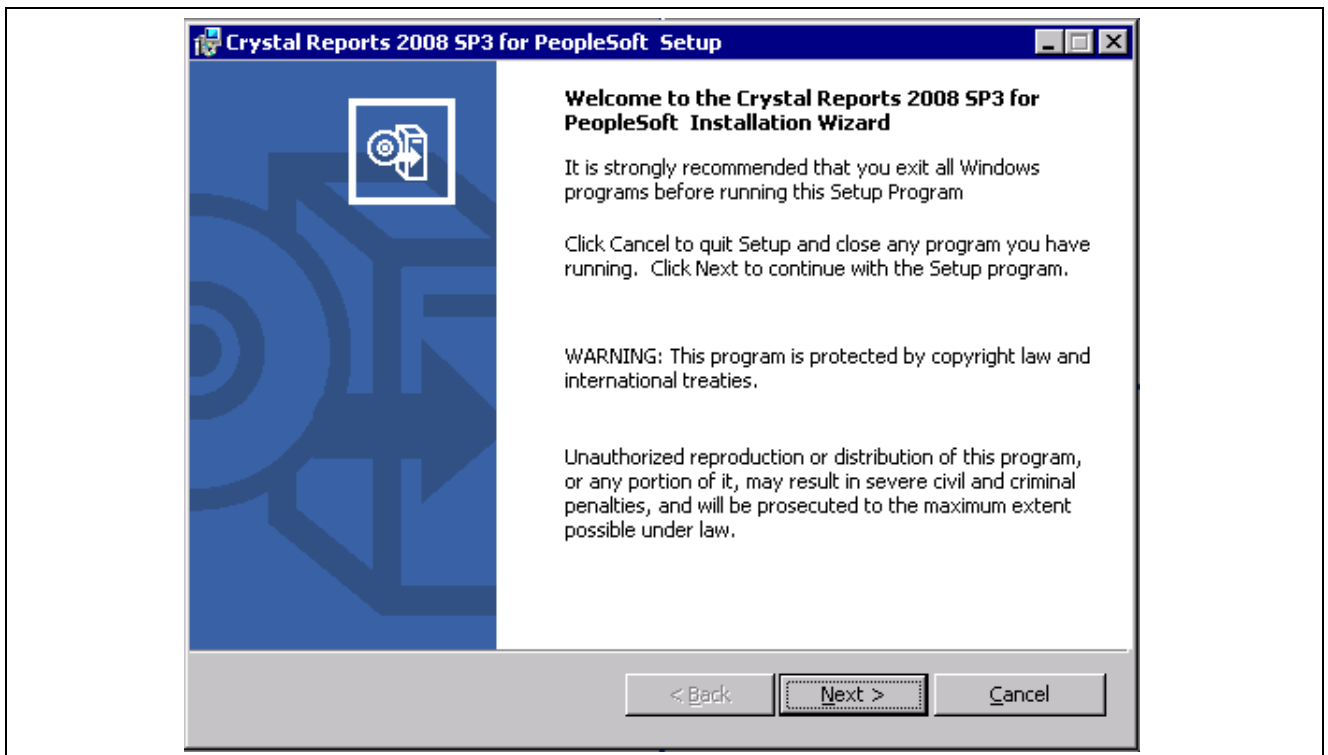 Crystal Reports 2008 SP3 for PeopleSoft  Setup
Welcome to the Crystal Reports 2008 SP3 for
PeopleSoft  Installation Wizard
It is strongly recommended that you exit all Windows
programs before running this Setup Program
Click Cancel to quit Setup and close any program you have
running.  Click Next to continue with the Setup program.
WARNING: This program is protected by copyright law and
international treaties.
Unauthorized reproduction or distribution of this program,
or any portion of it, may result in severe civil and criminal
penalties, and will be prosecuted to the maximum extent
possible under law.
< Back Next > Cancel